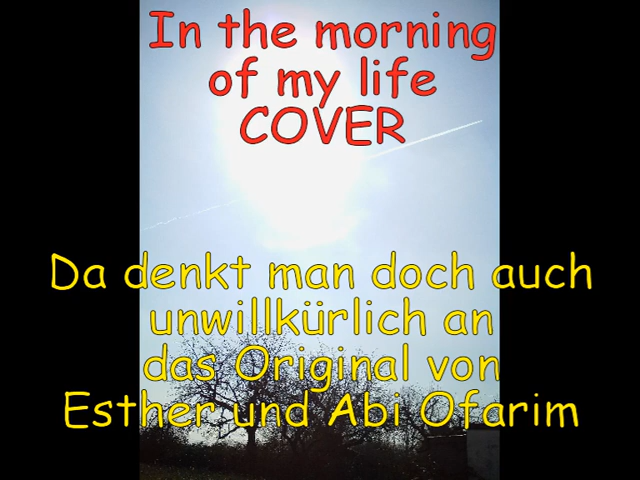 In the morning
of my life
COVER
Da denkt man doch auch
unwillkürlich an
das Original von
Esther und Abi Ofarim